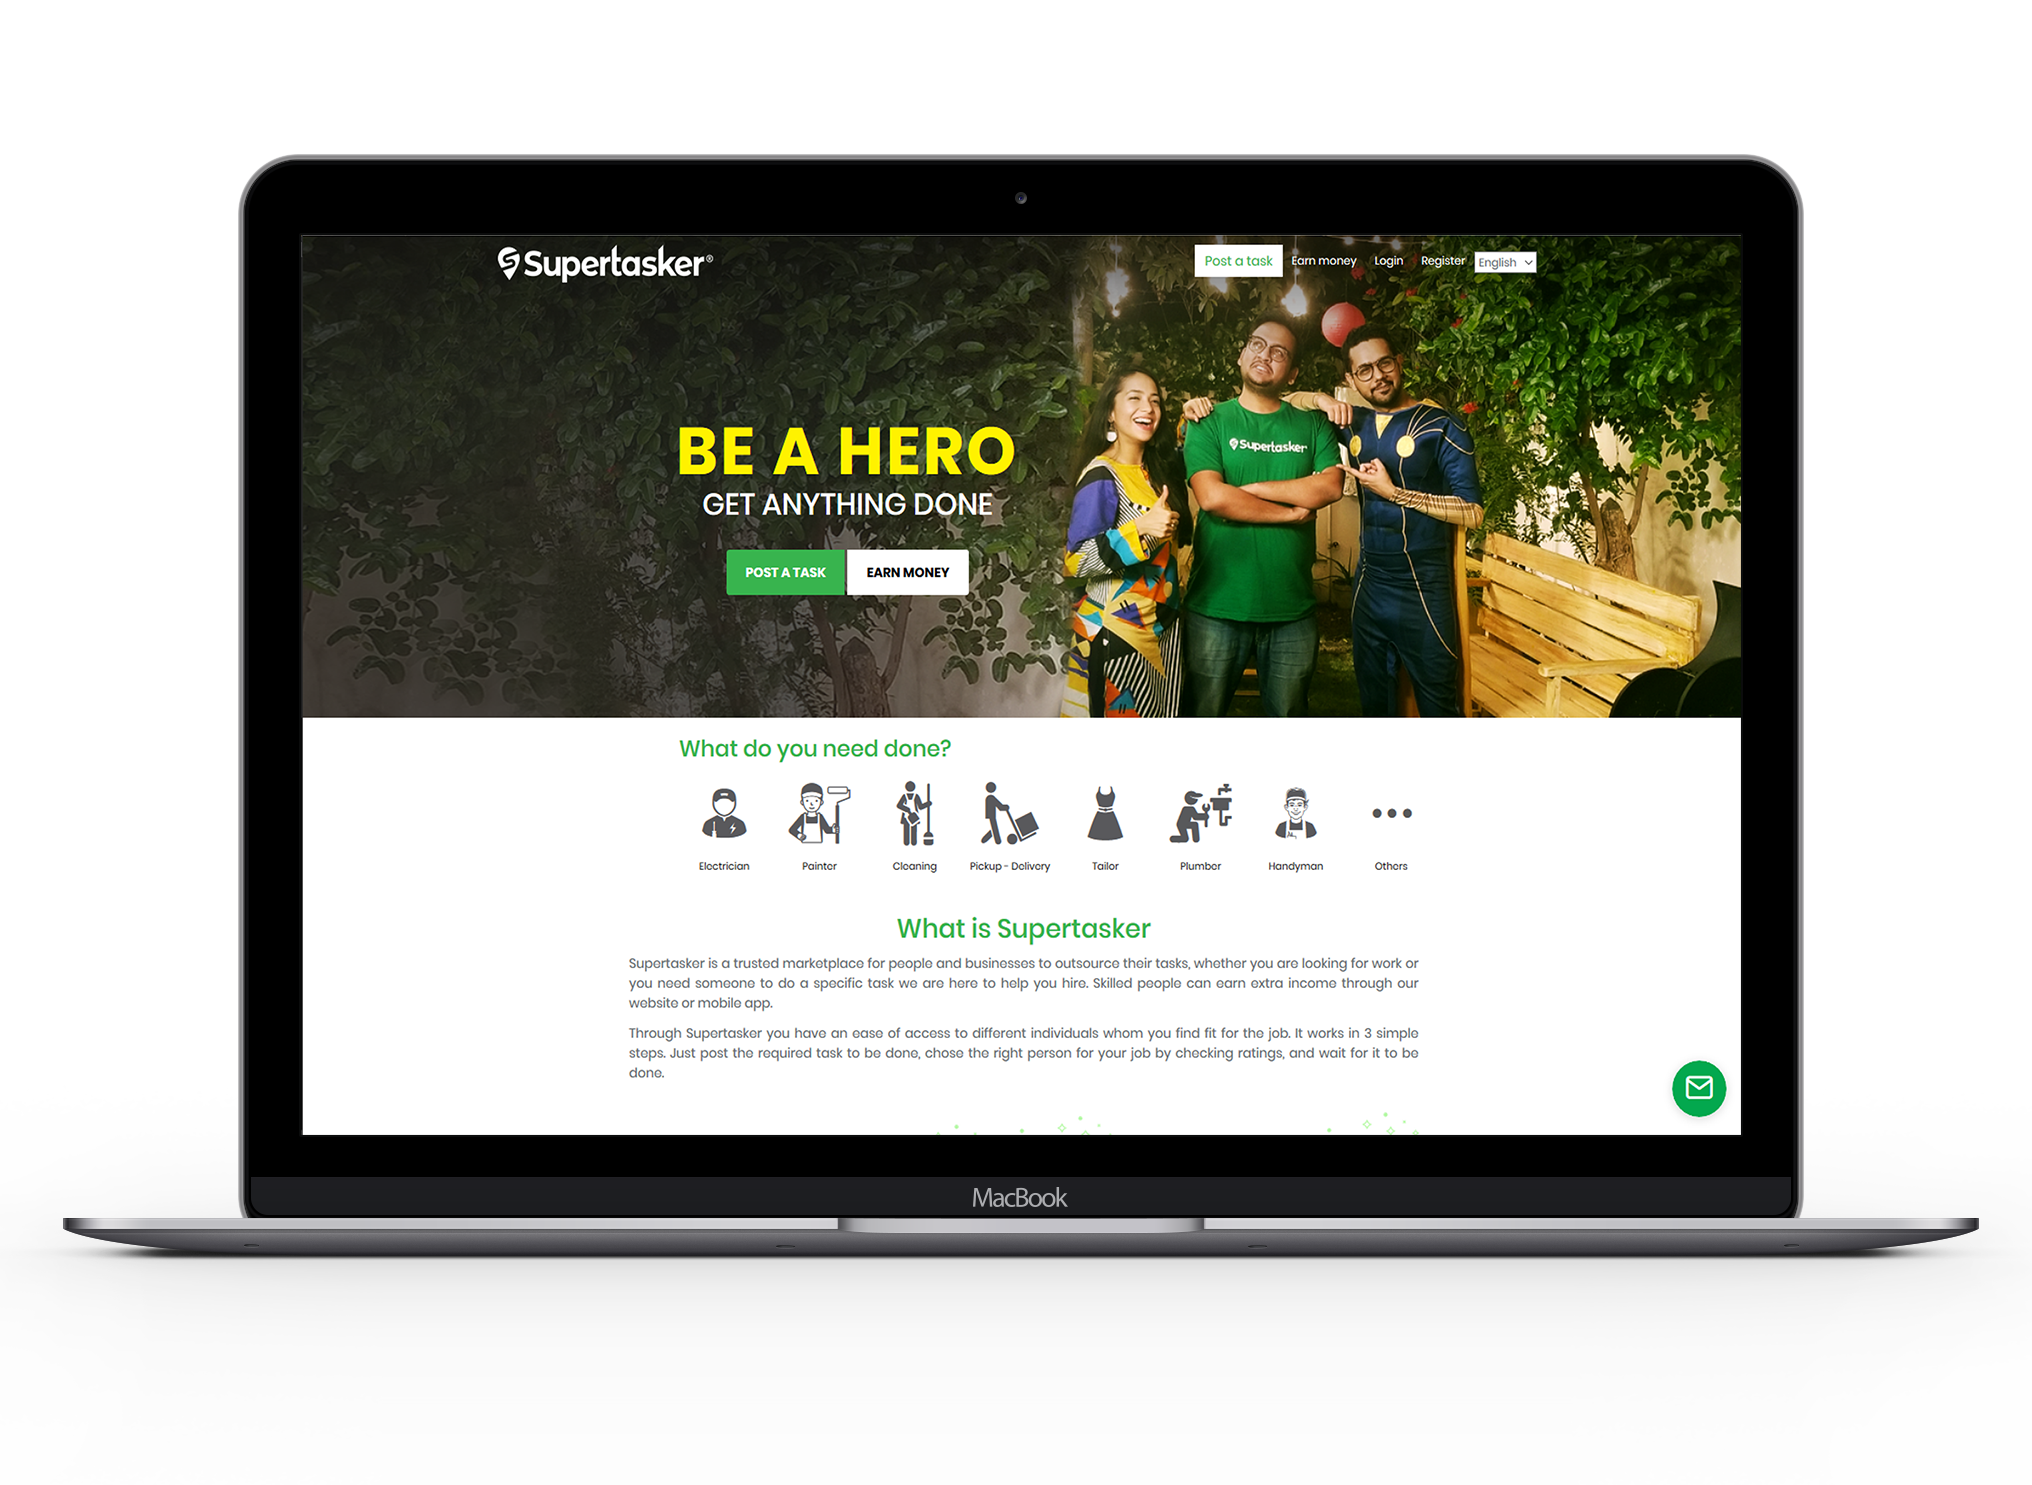 Supertasker®
Post a task
Earn money
Login
Register
English
Supertasker
BE A HERO
GET ANYTHING DONE
POST A TASK
EARN MONEY
What do you need done?
Electrician
Painter
Cleaning
Pickup - Delivery
Tailor
Plumber
Handyman
Others
What is Supertasker
Supertasker is a trusted marketplace for people and businesses to outsource their tasks, whether you are looking for work or
you need someone to do a specific task we are here to help you hire. Skilled people can earn extra income through our
website or mobile app.
Through Supertasker you have an ease of access to different individuals whom you find fit for the job. It works in 3 simple
steps. Just post the required task to be done, chose the right person for your job by checking ratings, and wait for it to be
done.
MacBook